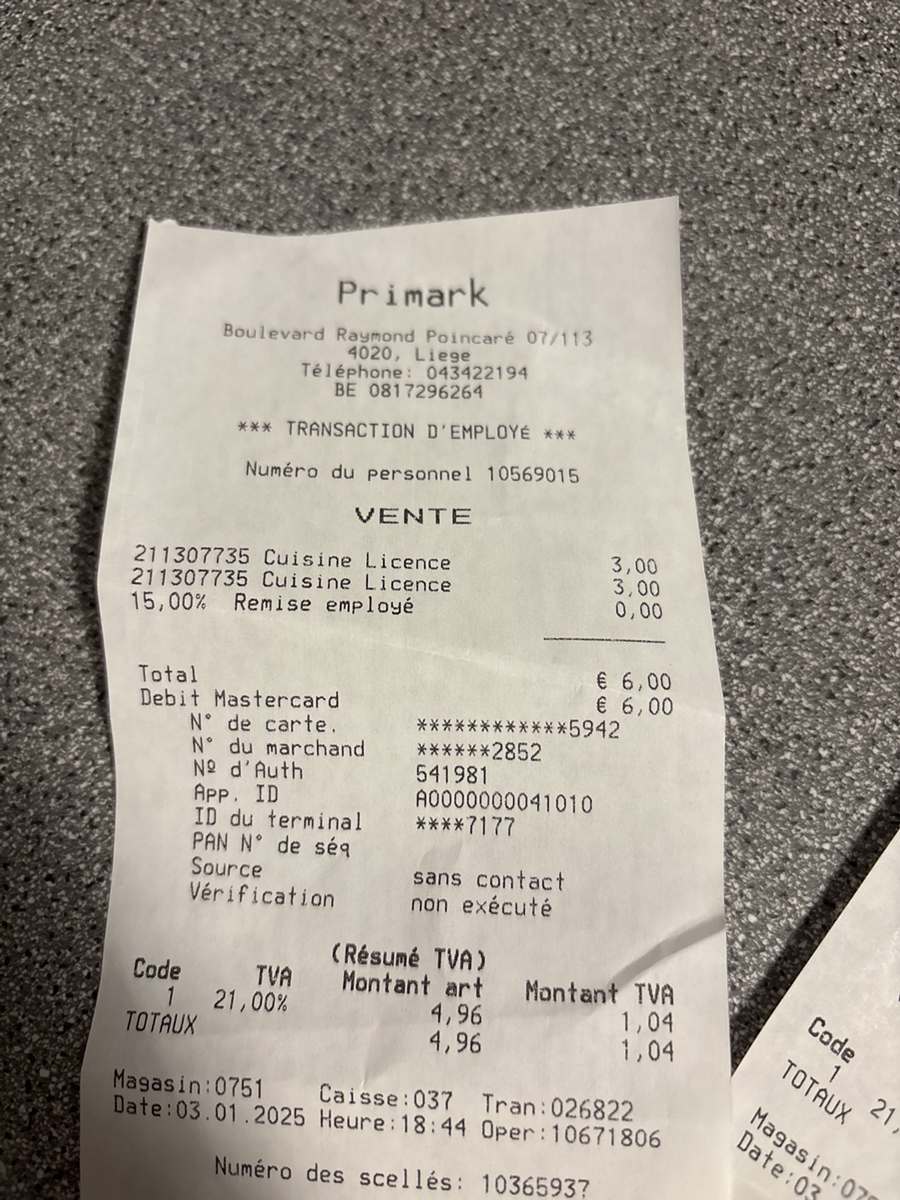 Primark
Boulevard Raymond Poincaré 07/113
4020, Liege
Téléphone: 043422194
BE 0817296264
*** TRANSACTION D'EMPLOYÉ ***
Numéro du personnel 10569015
VENTE
211307735 Cuisine Licence 3,00
211307735 Cuisine Licence 3,00
15,00% Remise employé 0,00
Total € 6,00
Debit Mastercard € 6,00
N° de carte. ************5942
N° du marchand ******2852
Nº d'Auth 541981
App. ID A0000000041010
ID du terminal ****7177
PAN N° de séq
Source sans contact
Vérification non exécuté
(Résumé TVA)
Code TVA Montant art Montant TVA
1 21,00% 4,96 1,04
TOTAUX 4,96 1,04
Magasin:0751 Caisse:037 Tran:026822
Date:03.01.2025 Heure:18:44 Oper:10671806
Numéro des scellés: 10365937
Code
1 21,
TOTAUX
Magasin:07
Date:03